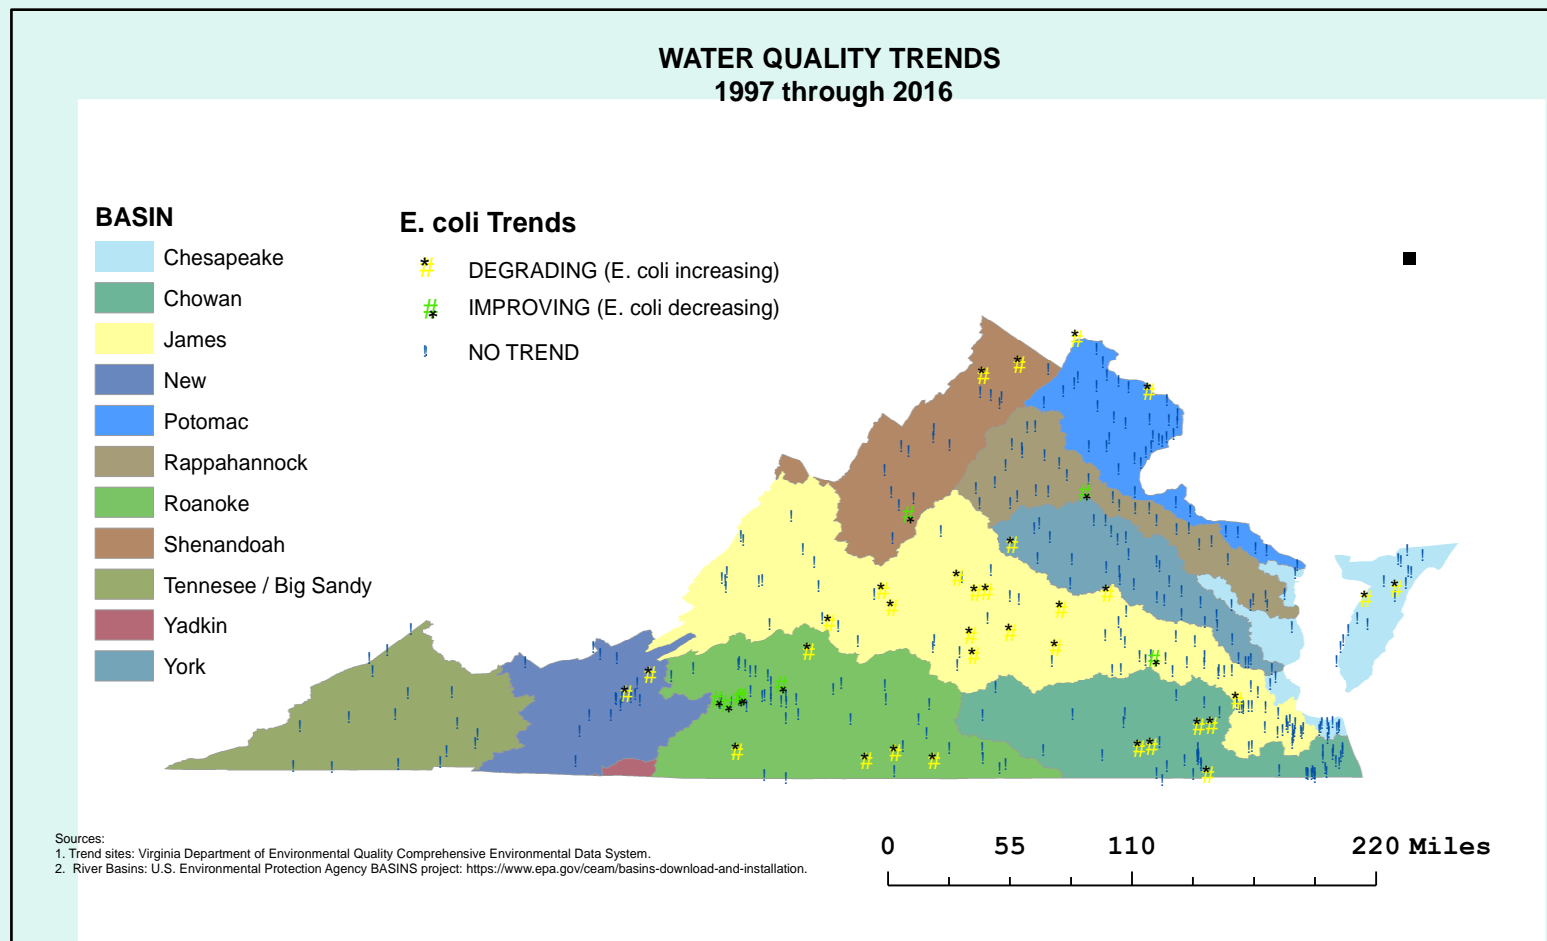 WATER QUALITY TRENDS
1997 through 2016
BASIN
Chesapeake
Chowan
James
New
Potomac
Rappahannock
Roanoke
Shenandoah
Tennesee / Big Sandy
Yadkin
York
E. coli Trends
DEGRADING (E. coli increasing)
IMPROVING (E. coli decreasing)
NO TREND
Sources:
1. Trend sites: Virginia Department of Environmental Quality Comprehensive Environmental Data System.
2. River Basins: U.S. Environmental Protection Agency BASINS project: https://www.epa.gov/ceam/basins-download-and-installation.
0 55 110 220 Miles